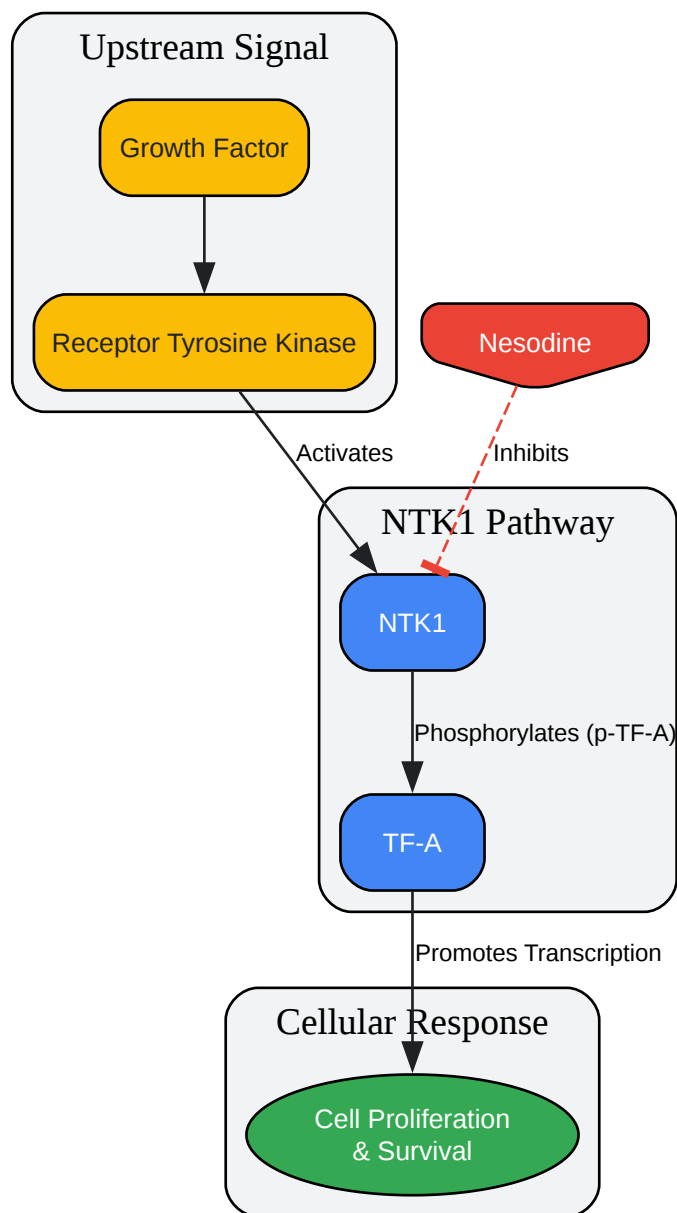 Upstream Signal
Growth Factor
Receptor Tyrosine Kinase
Nesodine
Activates
Inhibits
NTK1 Pathway
NTK1
Phosphorylates (p-TF-A)
TF-A
Promotes Transcription
Cellular Response
Cell Proliferation
& Survival